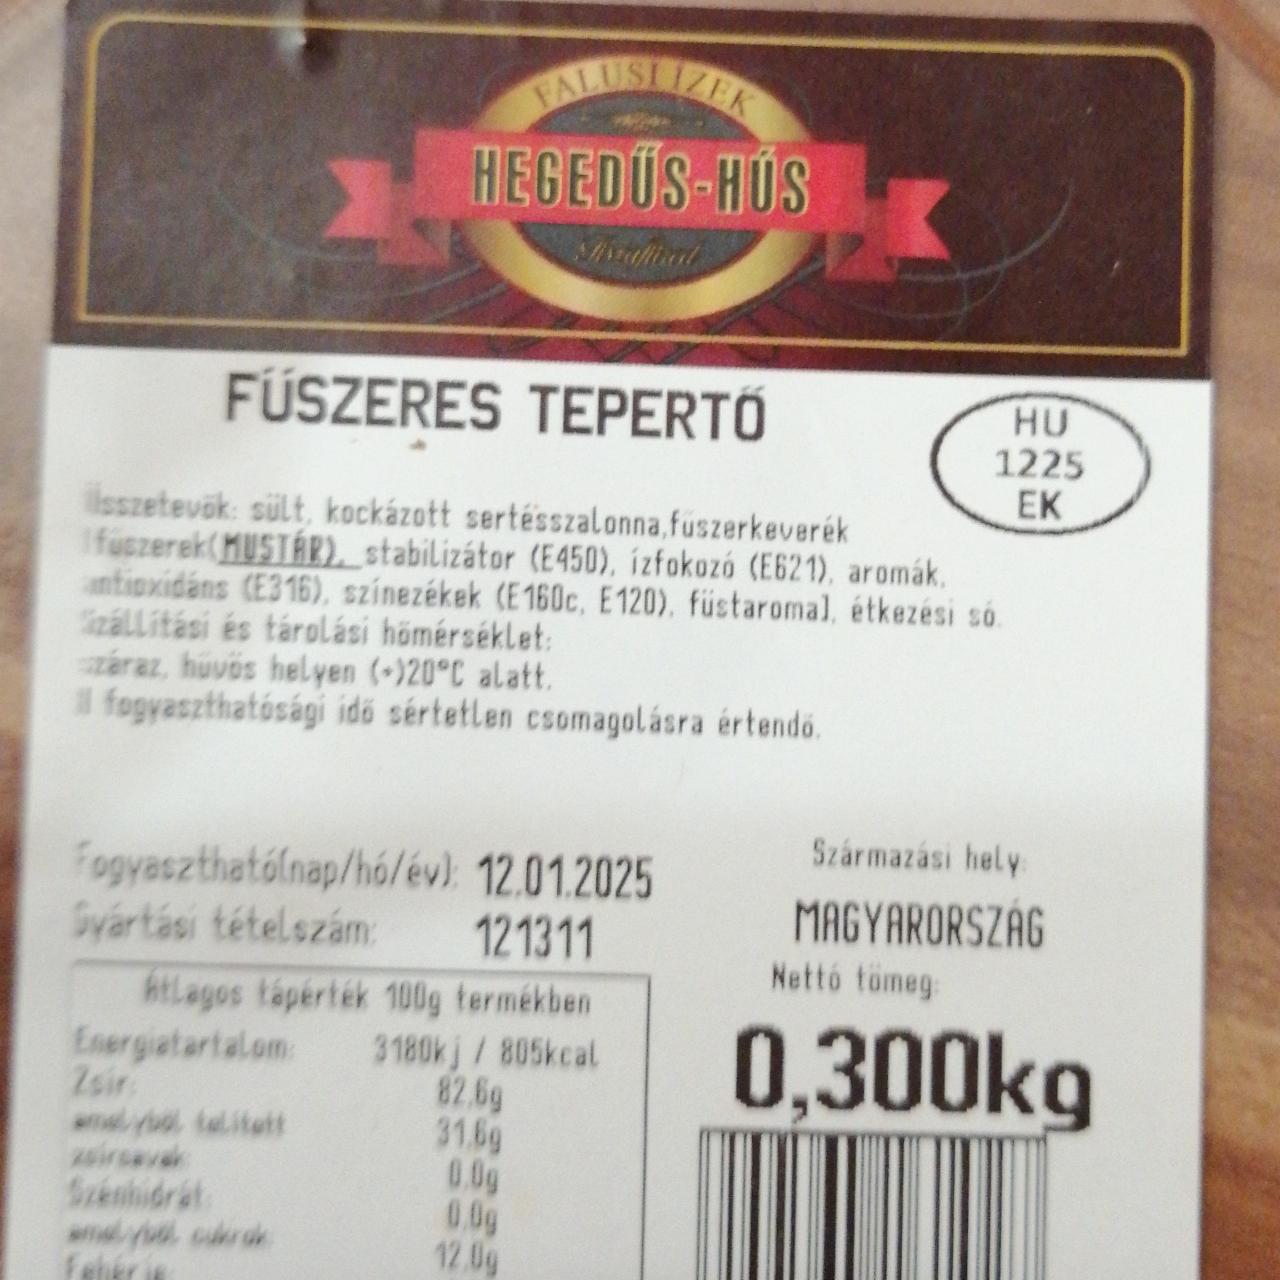 FALUSI ÍZEK
HEGEDŰS-HÚS
FŰSZERES TEPERTŐ
HU
1225
EK
Összetevők: sült, kockázott sertésszalonna,fűszerkeverék
[fűszerek(MUSTÁR), stabilizátor (E450), ízfokozó (E621), aromák,
antioxidáns (E316), színezékek (E160c, E120), füstaroma], étkezési só.
Szállítási és tárolási hőmérséklet:
száraz, hűvös helyen (+)20°C alatt.
A fogyaszthatósági idő sértetlen csomagolásra értendő.
Fogyasztható(nap/hó/év): 12.01.2025
Gyártási tételszám: 121311
Származási hely:
MAGYARORSZÁG
Nettó tömeg:
0,300kg
Átlagos tápérték 100g termékben
Energiatartalom: 3180kj / 805kcal
Zsír: 82,6g
amelyből telített 31,6g
zsírsavak:
0,0g
Szénhidrát:
0,0g
amelyből cukrok:
12,0g
Fehérje: